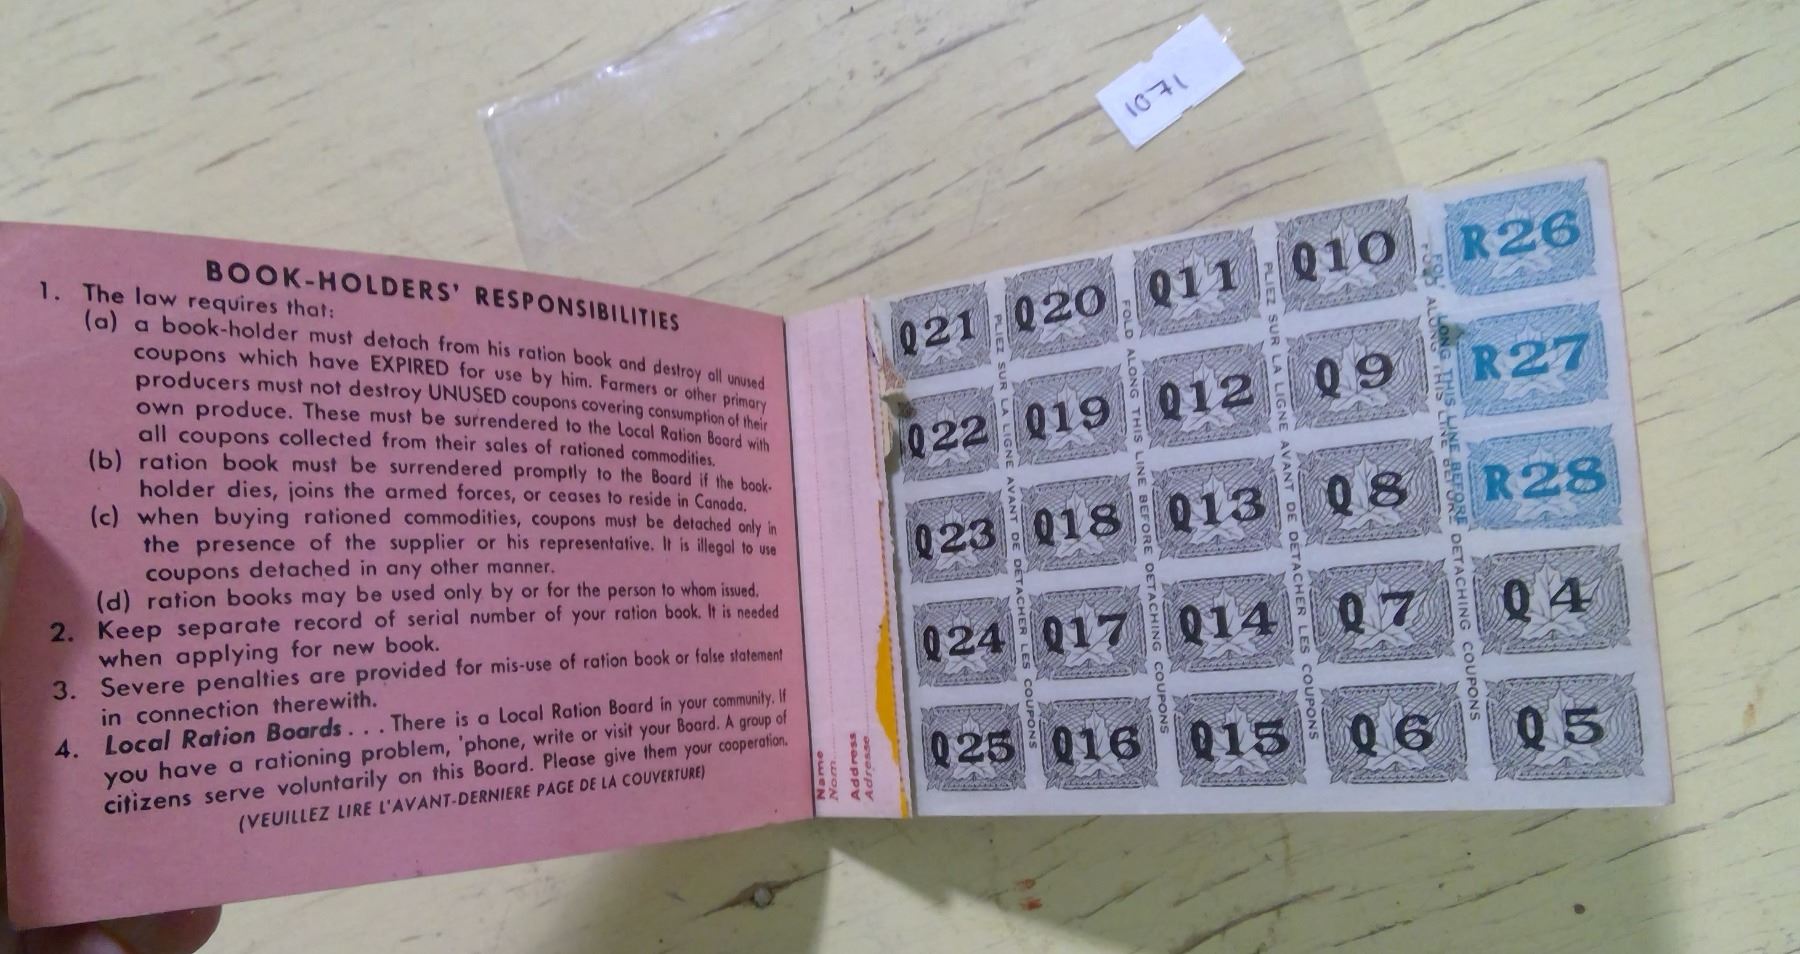 1071
BOOK-HOLDERS' RESPONSIBILITIES
1. The law requires that:
(a) a book-holder must detach from his ration book and destroy all unused
coupons which have EXPIRED for use by him. Farmers or other primary
producers must not destroy UNUSED coupons covering consumption of their
own produce. These must be surrendered to the Local Ration Board with
all coupons collected from their sales of rationed commodities.
(b) ration book must be surrendered promptly to the Board if the book-
holder dies, joins the armed forces, or ceases to reside in Canada.
(c) when buying rationed commodities, coupons must be detached only in
the presence of the supplier or his representative. It is illegal to use
coupons detached in any other manner.
(d) ration books may be used only by or for the person to whom issued.
2. Keep separate record of serial number of your ration book. It is needed
when applying for new book.
3. Severe penalties are provided for mis-use of ration book or false statement
in connection therewith.
4. Local Ration Boards . . . There is a Local Ration Board in your community. If
you have a rationing problem, 'phone, write or visit your Board. A group of
citizens serve voluntarily on this Board. Please give them your cooperation.
(VEUILLEZ LIRE L'AVANT-DERNIERE PAGE DE LA COUVERTURE)
Name
Nom
Address
Adresse
Q21 Q20 Q11 Q10 R26
Q22 Q19 Q12 Q9 R27
Q23 Q18 Q13 Q8 R28
Q24 Q17 Q14 Q7 Q4
Q25 Q16 Q15 Q6 Q5
PLIEZ SUR LA LIGNE AVANT DE DETACHER LES COUPONS
FOLD ALONG THIS LINE BEFORE DETACHING COUPONS
PLIEZ SUR LA LIGNE AVANT DE DETACHER LES COUPONS
FOLD ALONG THIS LINE BEFORE DETACHING COUPONS
LONG THIS LINE BEFORE